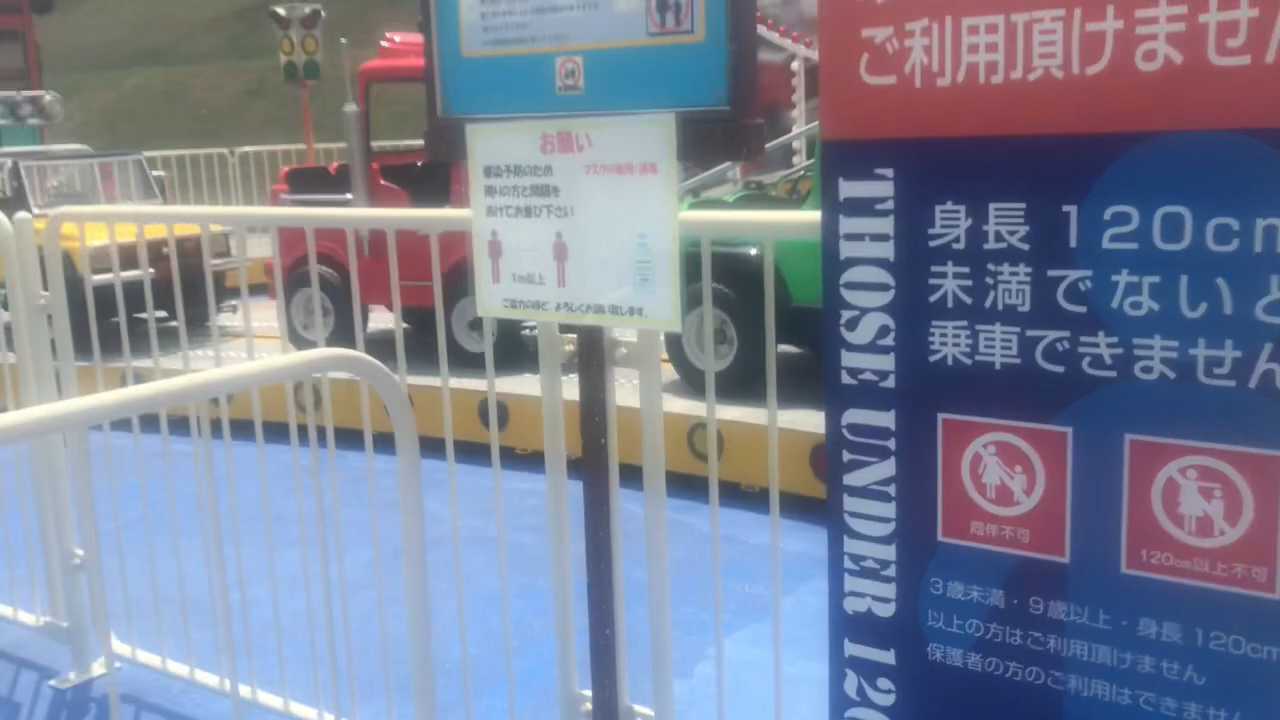 お願い
感染予防のため
周りの方と間隔を
あけてお並び下さい
マスクの着用・消毒
1m以上
ご協力のほど、よろしくお願い致します。
ご利用頂けません
THOSE UNDER 120
身長 120cm
未満でないと
乗車できません
同伴不可
120cm以上不可
3歳未満・9歳以上・身長 120cm
以上の方はご利用頂けません
保護者の方のご利用はできません